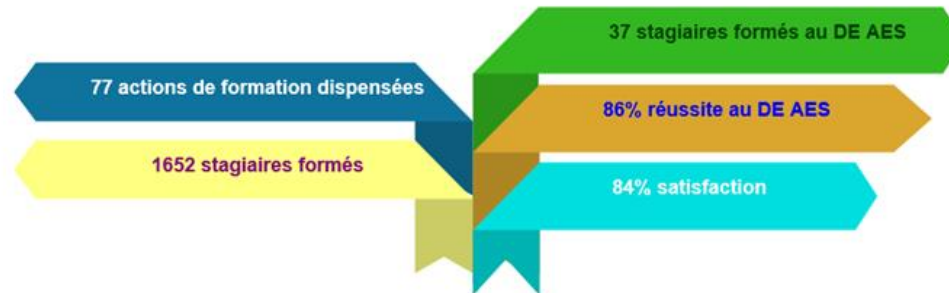 77 actions de formation dispensées
1652 stagiaires formés
37 stagiaires formés au DE AES
86% réussite au DE AES
84% satisfaction